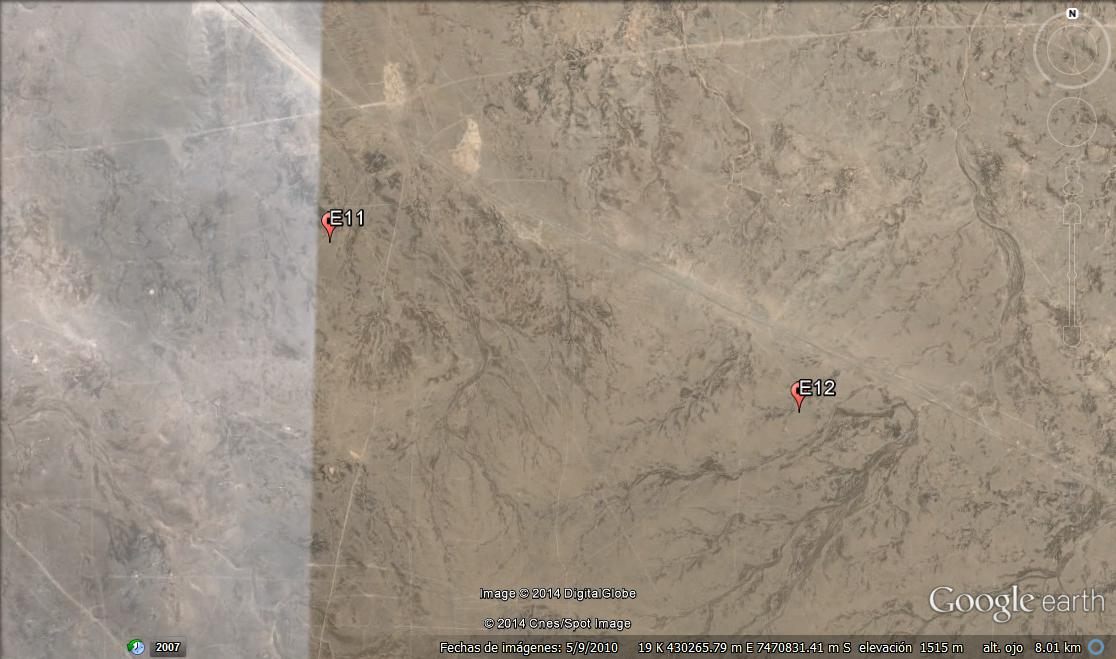 N
E11
E12
Image © 2014 DigitalGlobe
© 2014 Cnes/Spot Image
Google earth
2007
Fechas de imágenes: 5/9/2010 19 K 430265.79 m E 7470831.41 m S elevación 1515 m alt. ojo 8.01 km